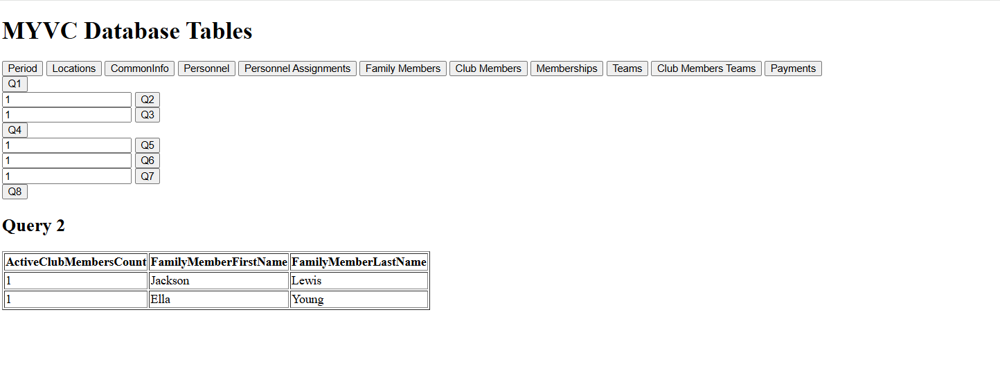 MYVC Database Tables
Period Locations CommonInfo Personnel Personnel Assignments Family Members Club Members Memberships Teams Club Members Teams Payments
Q1
1 Q2
1 Q3
Q4
1 Q5
1 Q6
1 Q7
Q8
Query 2
ActiveClubMembersCount FamilyMemberFirstName FamilyMemberLastName
1 Jackson Lewis
1 Ella Young